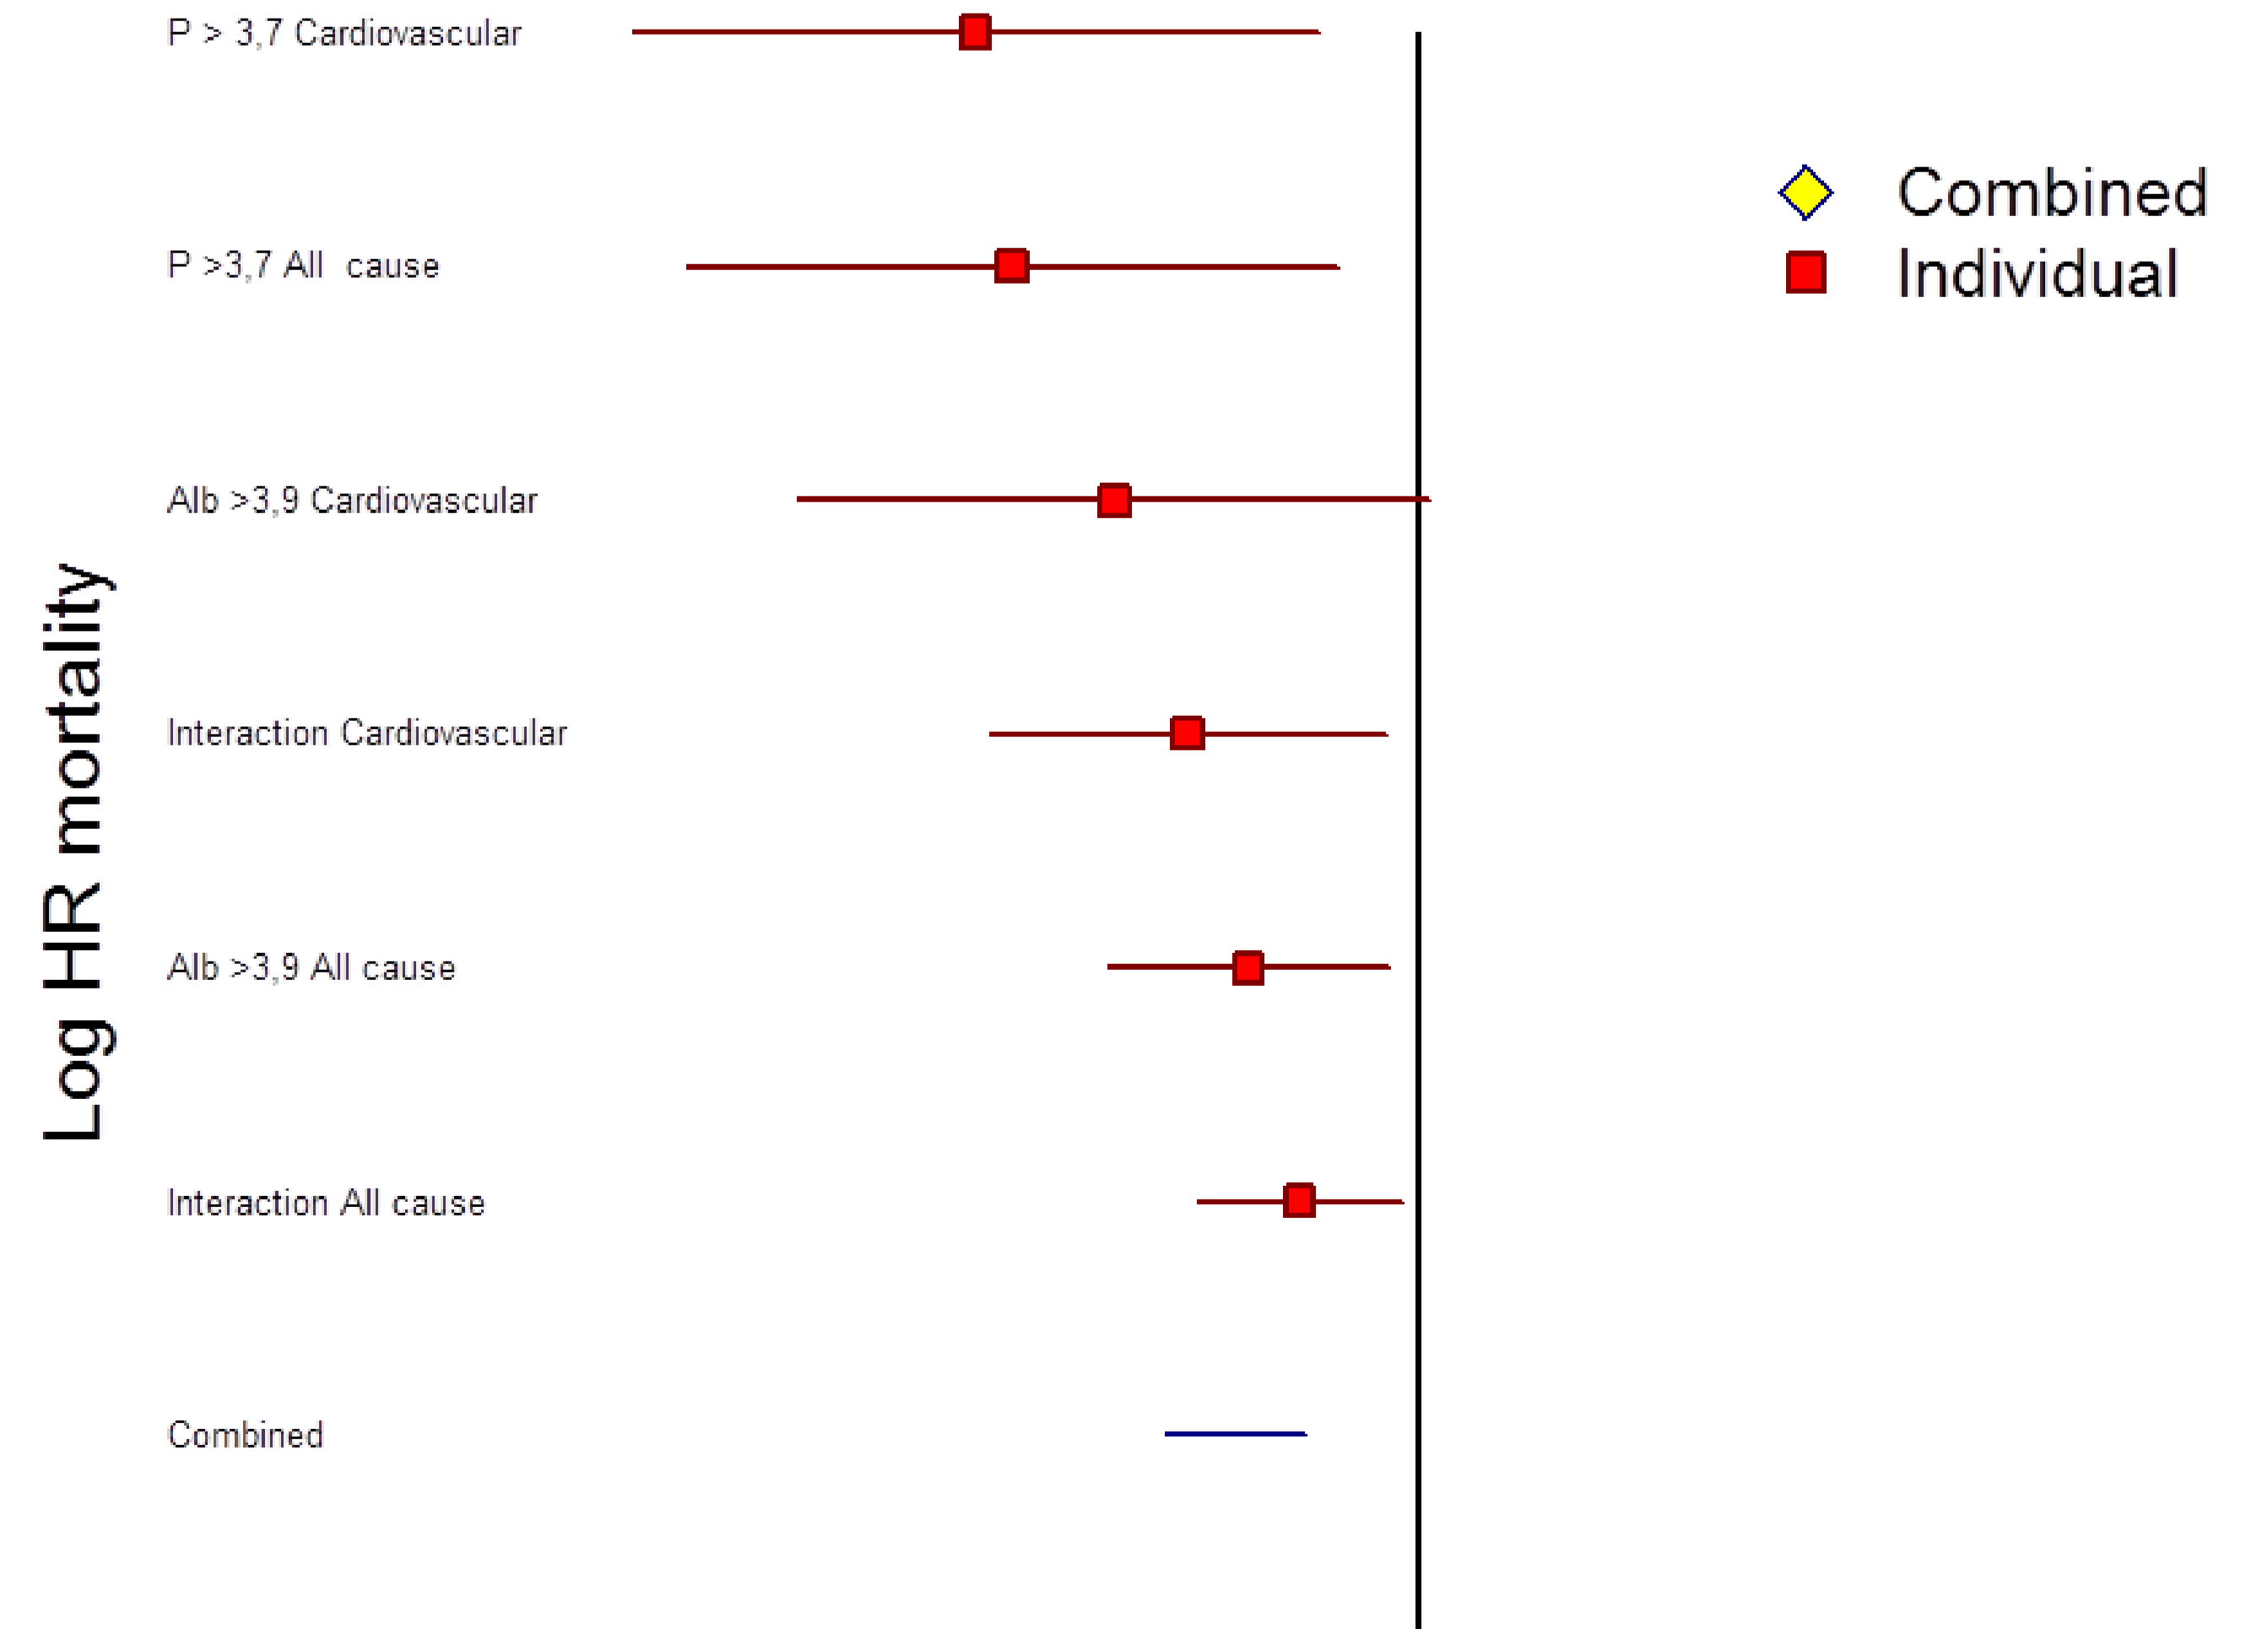 P > 3,7 Cardiovascular
P >3,7 All cause
Alb >3,9 Cardiovascular
Interaction Cardiovascular
Alb >3,9 All cause
Interaction All cause
Combined
Log HR mortality
Combined
Individual